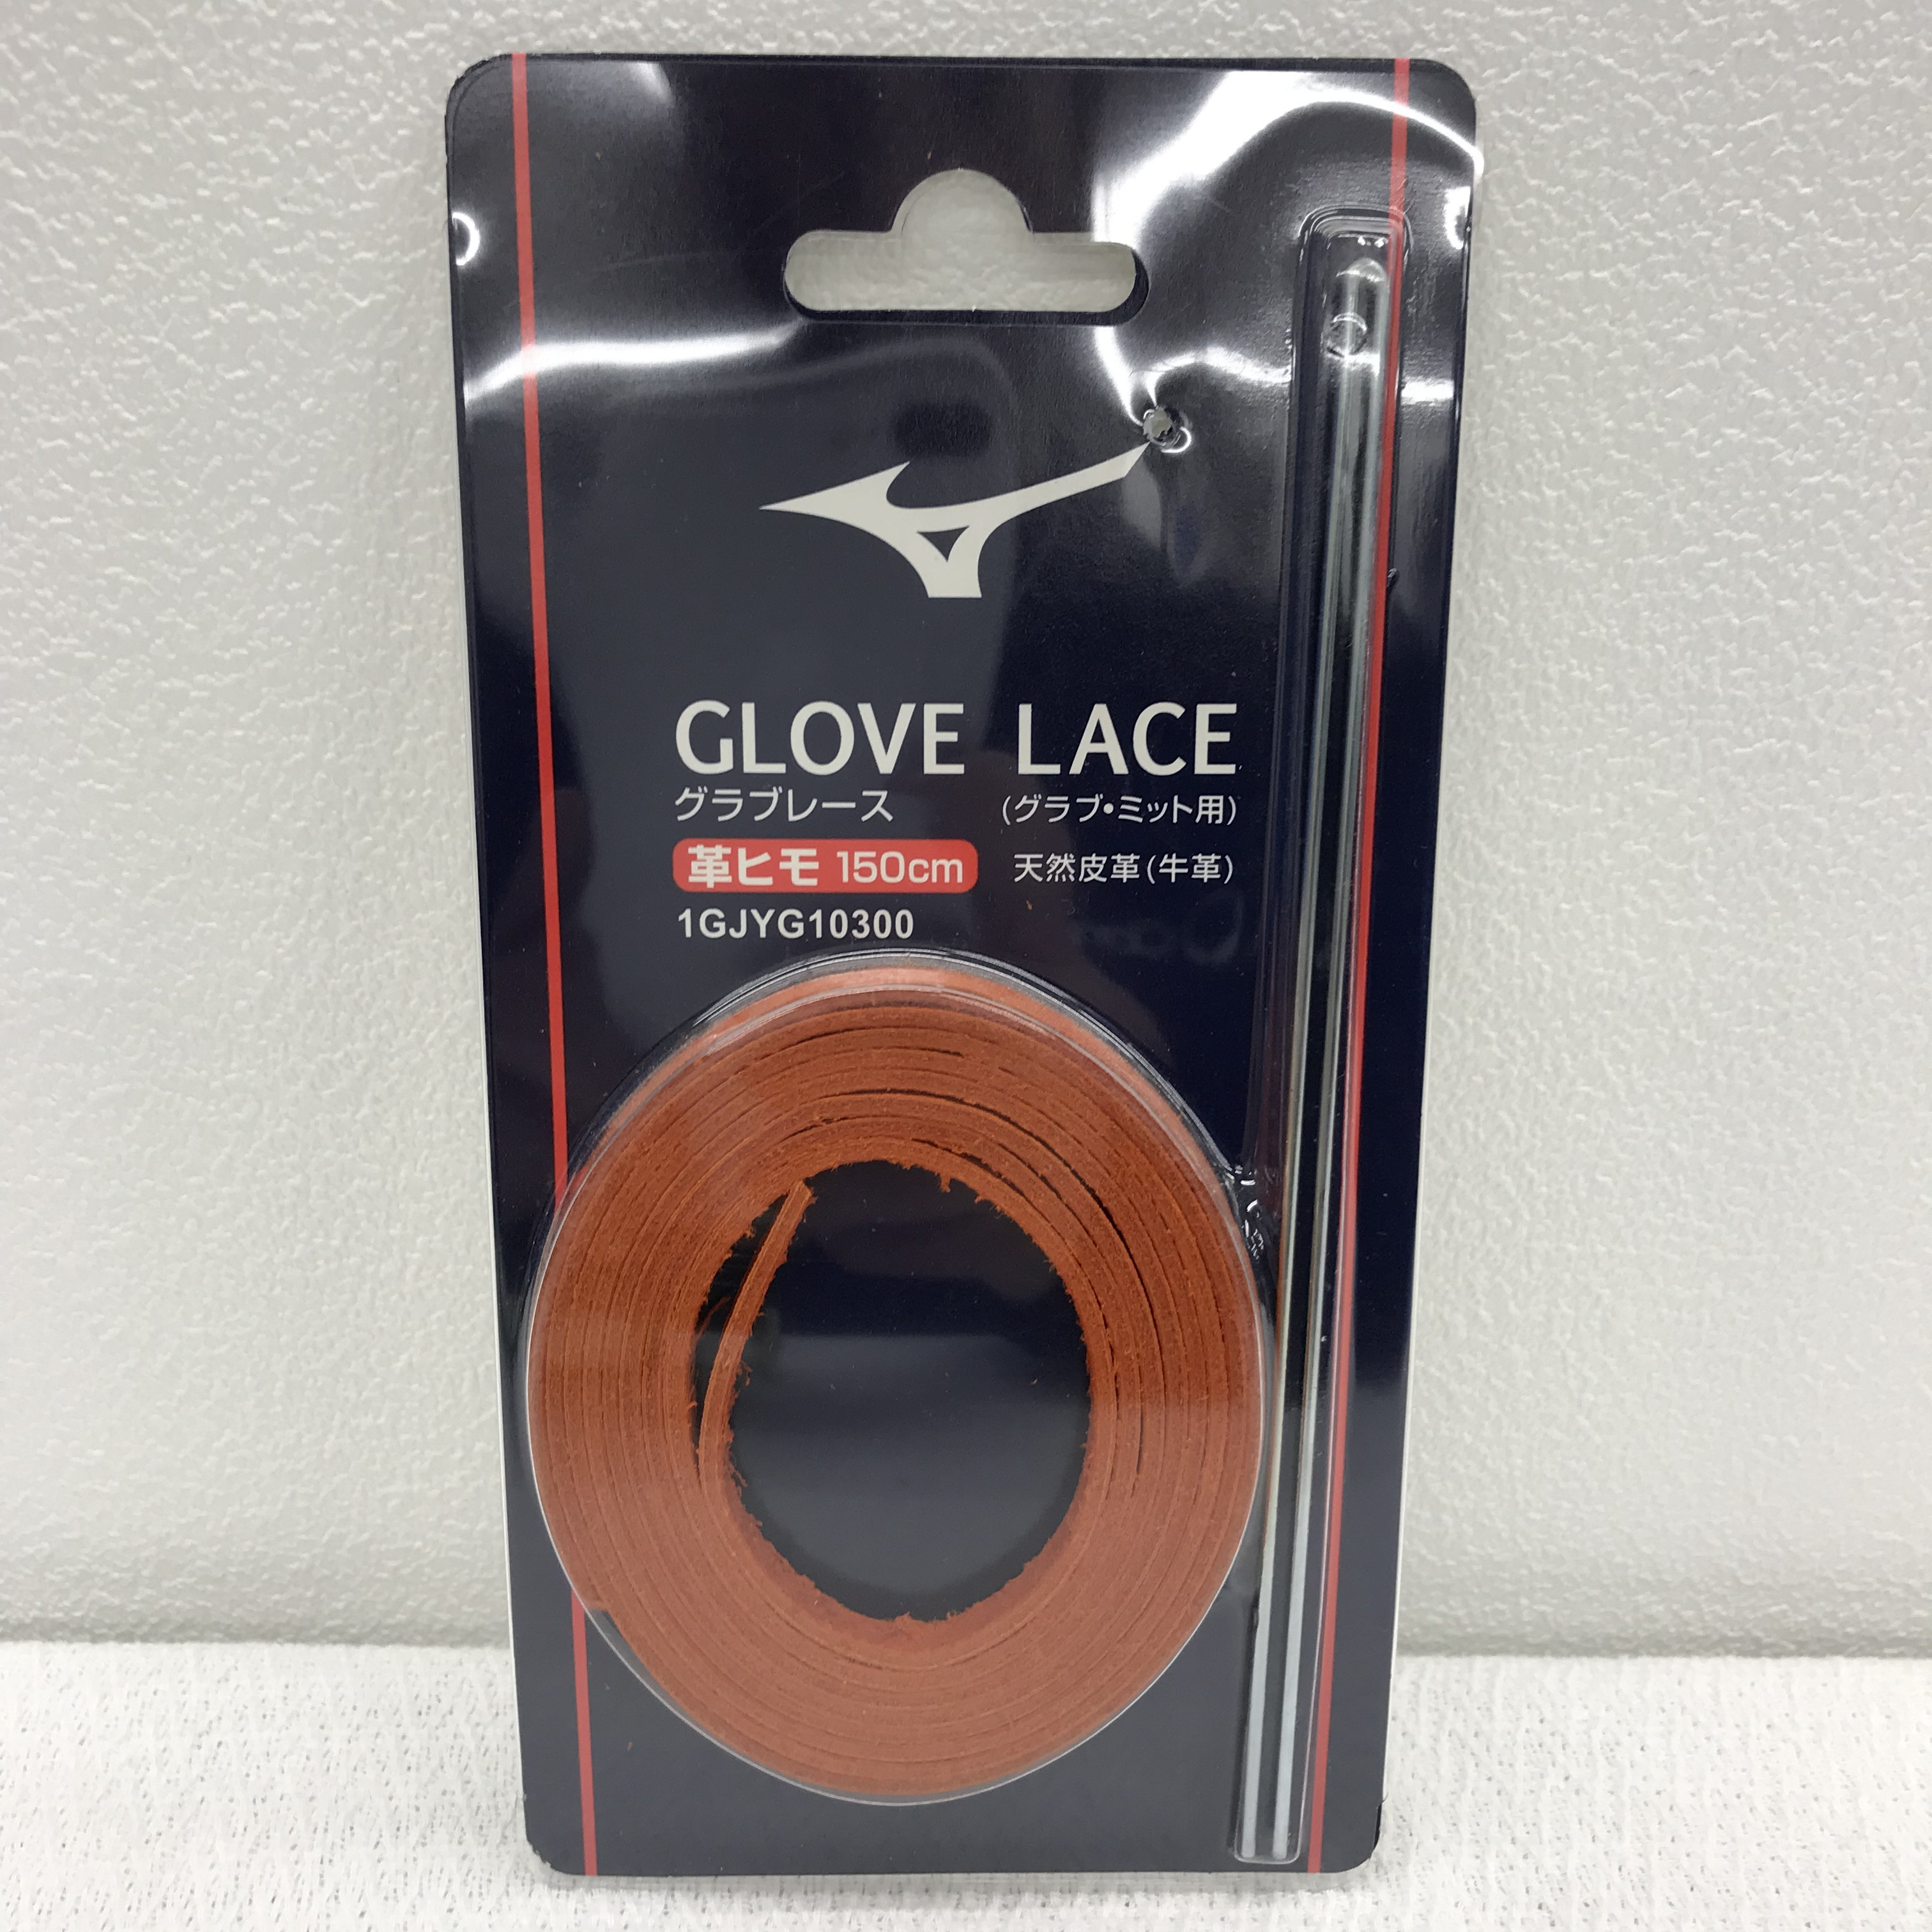 GLOVE LACE
グラブレース (グラブ・ミット用)
革ヒモ 150cm 天然皮革(牛革)
1GJYG10300